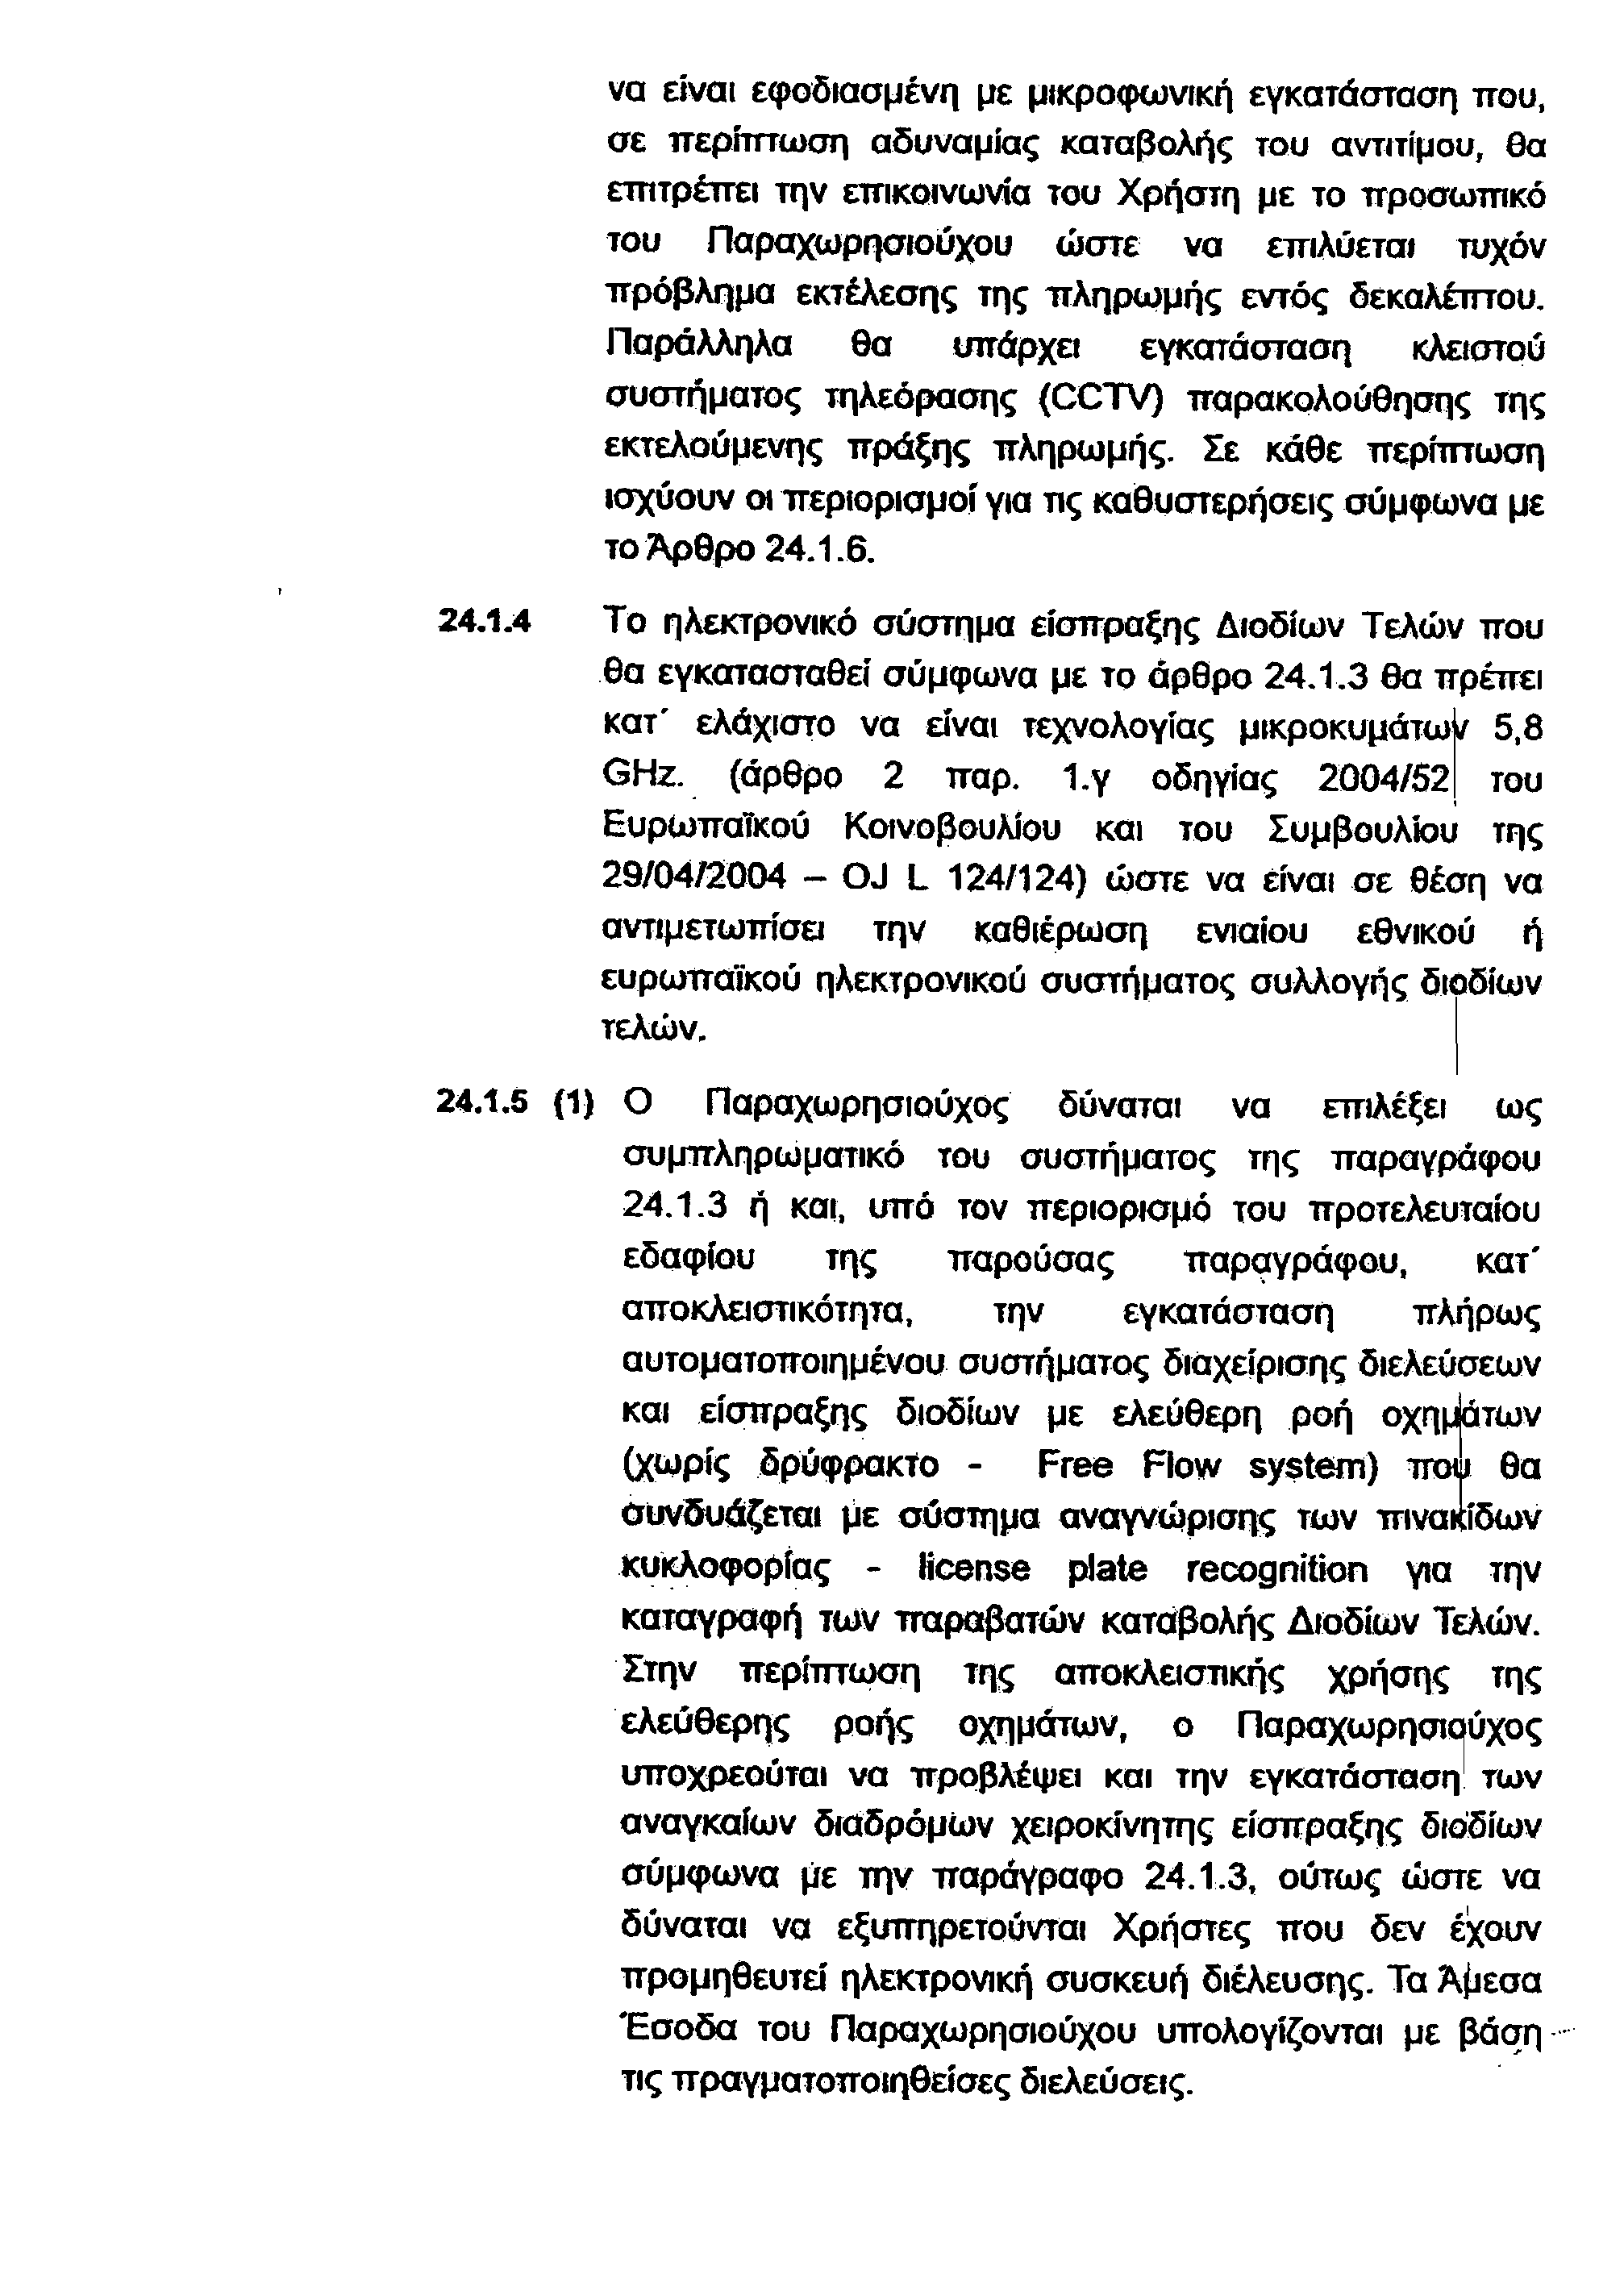 να είναι εφοδιασμένη με μικροφωνική εγκατάσταση που,
σε περίπτωση αδυναμίας καταβολής του αντιτίμου, θα
επιτρέπει την επικοινωνία του Χρήστη με το προσωπικό
του Παραχωρησιούχου ώστε να επιλύεται τυχόν
πρόβλημα εκτέλεσης της πληρωμής εντός δεκαλέπτου.
Παράλληλα θα υπάρχει εγκατάσταση κλειστού
συστήματος τηλεόρασης (CCTV) παρακολούθησης της
εκτελούμενης πράξης πληρωμής. Σε κάθε περίπτωση
ισχύουν οι περιορισμοί για τις καθυστερήσεις σύμφωνα με
το Άρθρο 24.1.6.
24.1.4 Το ηλεκτρονικό σύστημα είσπραξης Διοδίων Τελών που
θα εγκατασταθεί σύμφωνα με το άρθρο 24.1.3 θα πρέπει
κατ΄ ελάχιστο να είναι τεχνολογίας μικροκυμάτων 5,8
GHz. (άρθρο 2 παρ. 1.γ οδηγίας 2004/52 του
Ευρωπαϊκού Κοινοβουλίου και του Συμβουλίου της
29/04/2004 – OJ L 124/124) ώστε να είναι σε θέση να
αντιμετωπίσει την καθιέρωση ενιαίου εθνικού ή
ευρωπαϊκού ηλεκτρονικού συστήματος συλλογής διοδίων
τελών.
24.1.5 (1) Ο Παραχωρησιούχος δύναται να επιλέξει ως
συμπληρωματικό του συστήματος της παραγράφου
24.1.3 ή και, υπό τον περιορισμό του προτελευταίου
εδαφίου της παρούσας παραγράφου, κατ΄
αποκλειστικότητα, την εγκατάσταση πλήρως
αυτοματοποιημένου συστήματος διαχείρισης διελεύσεων
και είσπραξης διοδίων με ελεύθερη ροή οχημάτων
(χωρίς δρύφρακτο - Free Flow system) που θα
συνδυάζεται με σύστημα αναγνώρισης των πινακίδων
κυκλοφορίας - license plate recognition για την
καταγραφή των παραβατών καταβολής Διοδίων Τελών.
Στην περίπτωση της αποκλειστικής χρήσης της
ελεύθερης ροής οχημάτων, ο Παραχωρησιούχος
υποχρεούται να προβλέψει και την εγκατάσταση των
αναγκαίων διαδρόμων χειροκίνητης είσπραξης διοδίων
σύμφωνα με την παράγραφο 24.1.3, ούτως ώστε να
δύναται να εξυπηρετούνται Χρήστες που δεν έχουν
προμηθευτεί ηλεκτρονική συσκευή διέλευσης. Τα Άμεσα
Έσοδα του Παραχωρησιούχου υπολογίζονται με βάση
τις πραγματοποιηθείσες διελεύσεις.